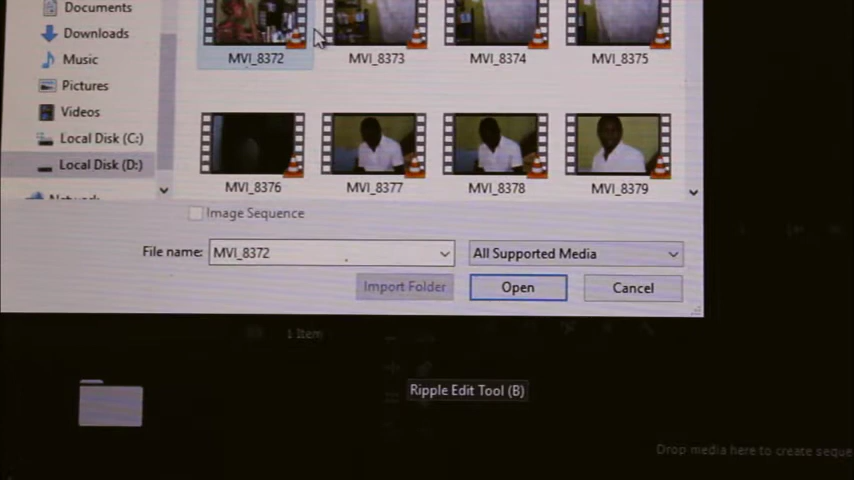 Documents
Downloads
Music
Pictures
Videos
Local Disk (C:)
Local Disk (D:)
MVI_8372
MVI_8373
MVI_8374
MVI_8375
MVI_8376
MVI_8377
MVI_8378
MVI_8379
Image Sequence
File name:
MVI_8372
All Supported Media
Import Folder
Open
Cancel
1 Item
Ripple Edit Tool (B)
Drop media here to create seque